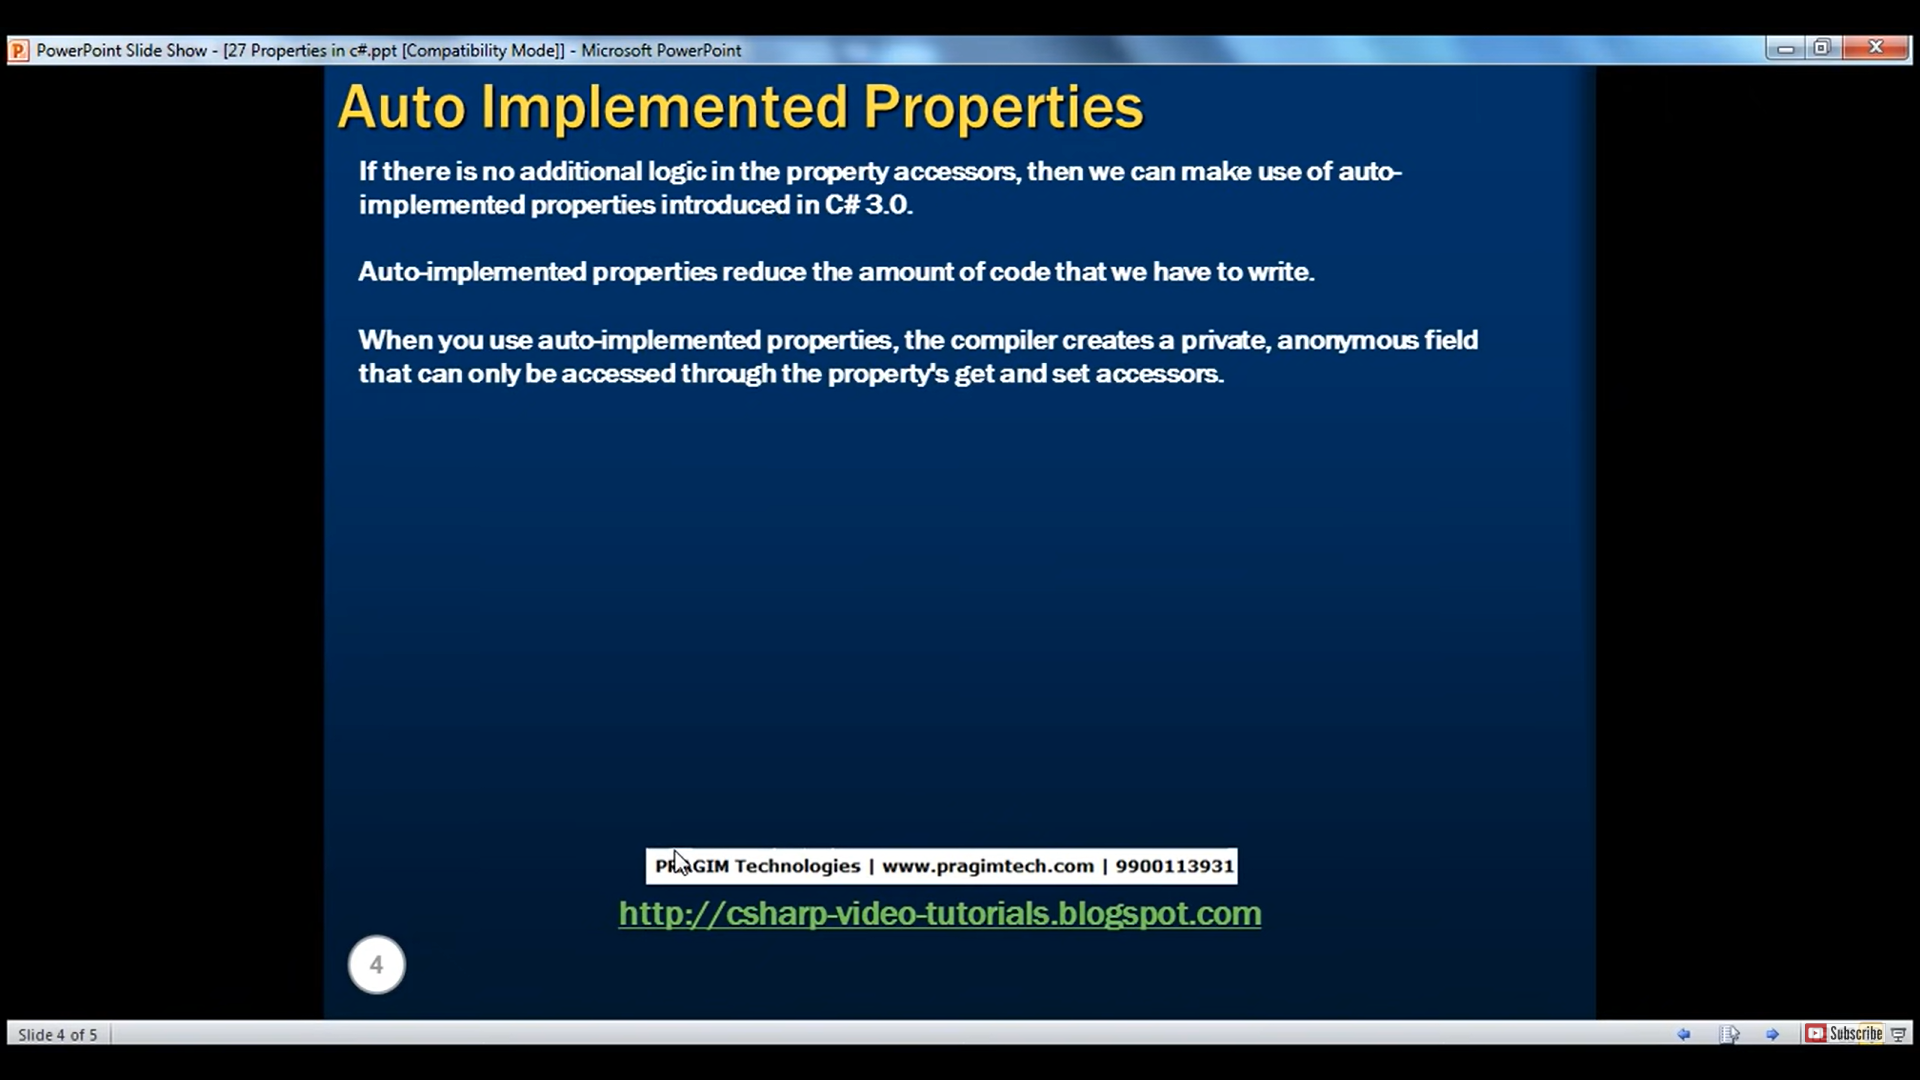 PowerPoint Slide Show - [27 Properties in c#.ppt [Compatibility Mode]] - Microsoft PowerPoint
Auto Implemented Properties
If there is no additional logic in the property accessors, then we can make use of auto-
implemented properties introduced in C# 3.0.
Auto-implemented properties reduce the amount of code that we have to write.
When you use auto-implemented properties, the compiler creates a private, anonymous field
that can only be accessed through the property's get and set accessors.
PRAGIM Technologies | www.pragimtech.com | 9900113931
http://csharp-video-tutorials.blogspot.com
4
Slide 4 of 5
Subscribe